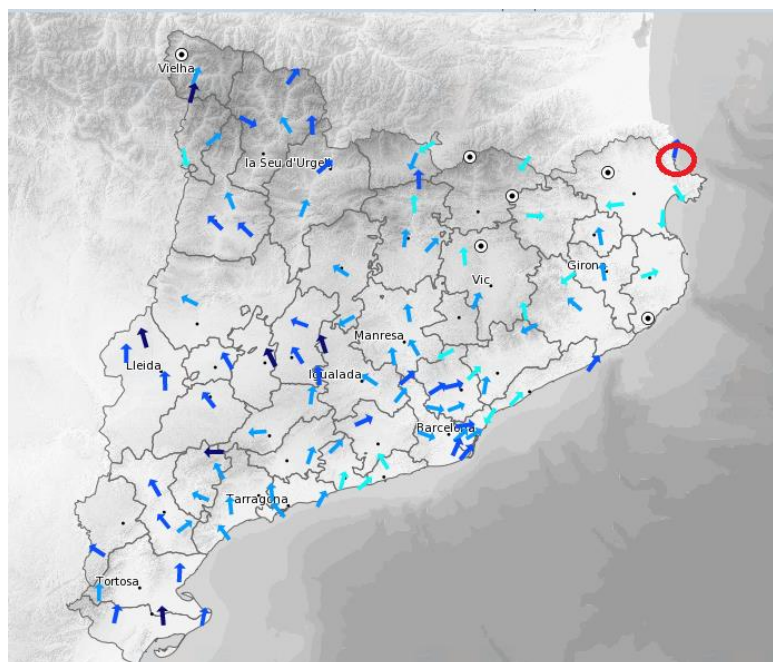 Vielha
la Seu d'Urgell
Vic
Girona
Manresa
Lleida
Igualada
Barcelona
Tarragona
Tortosa